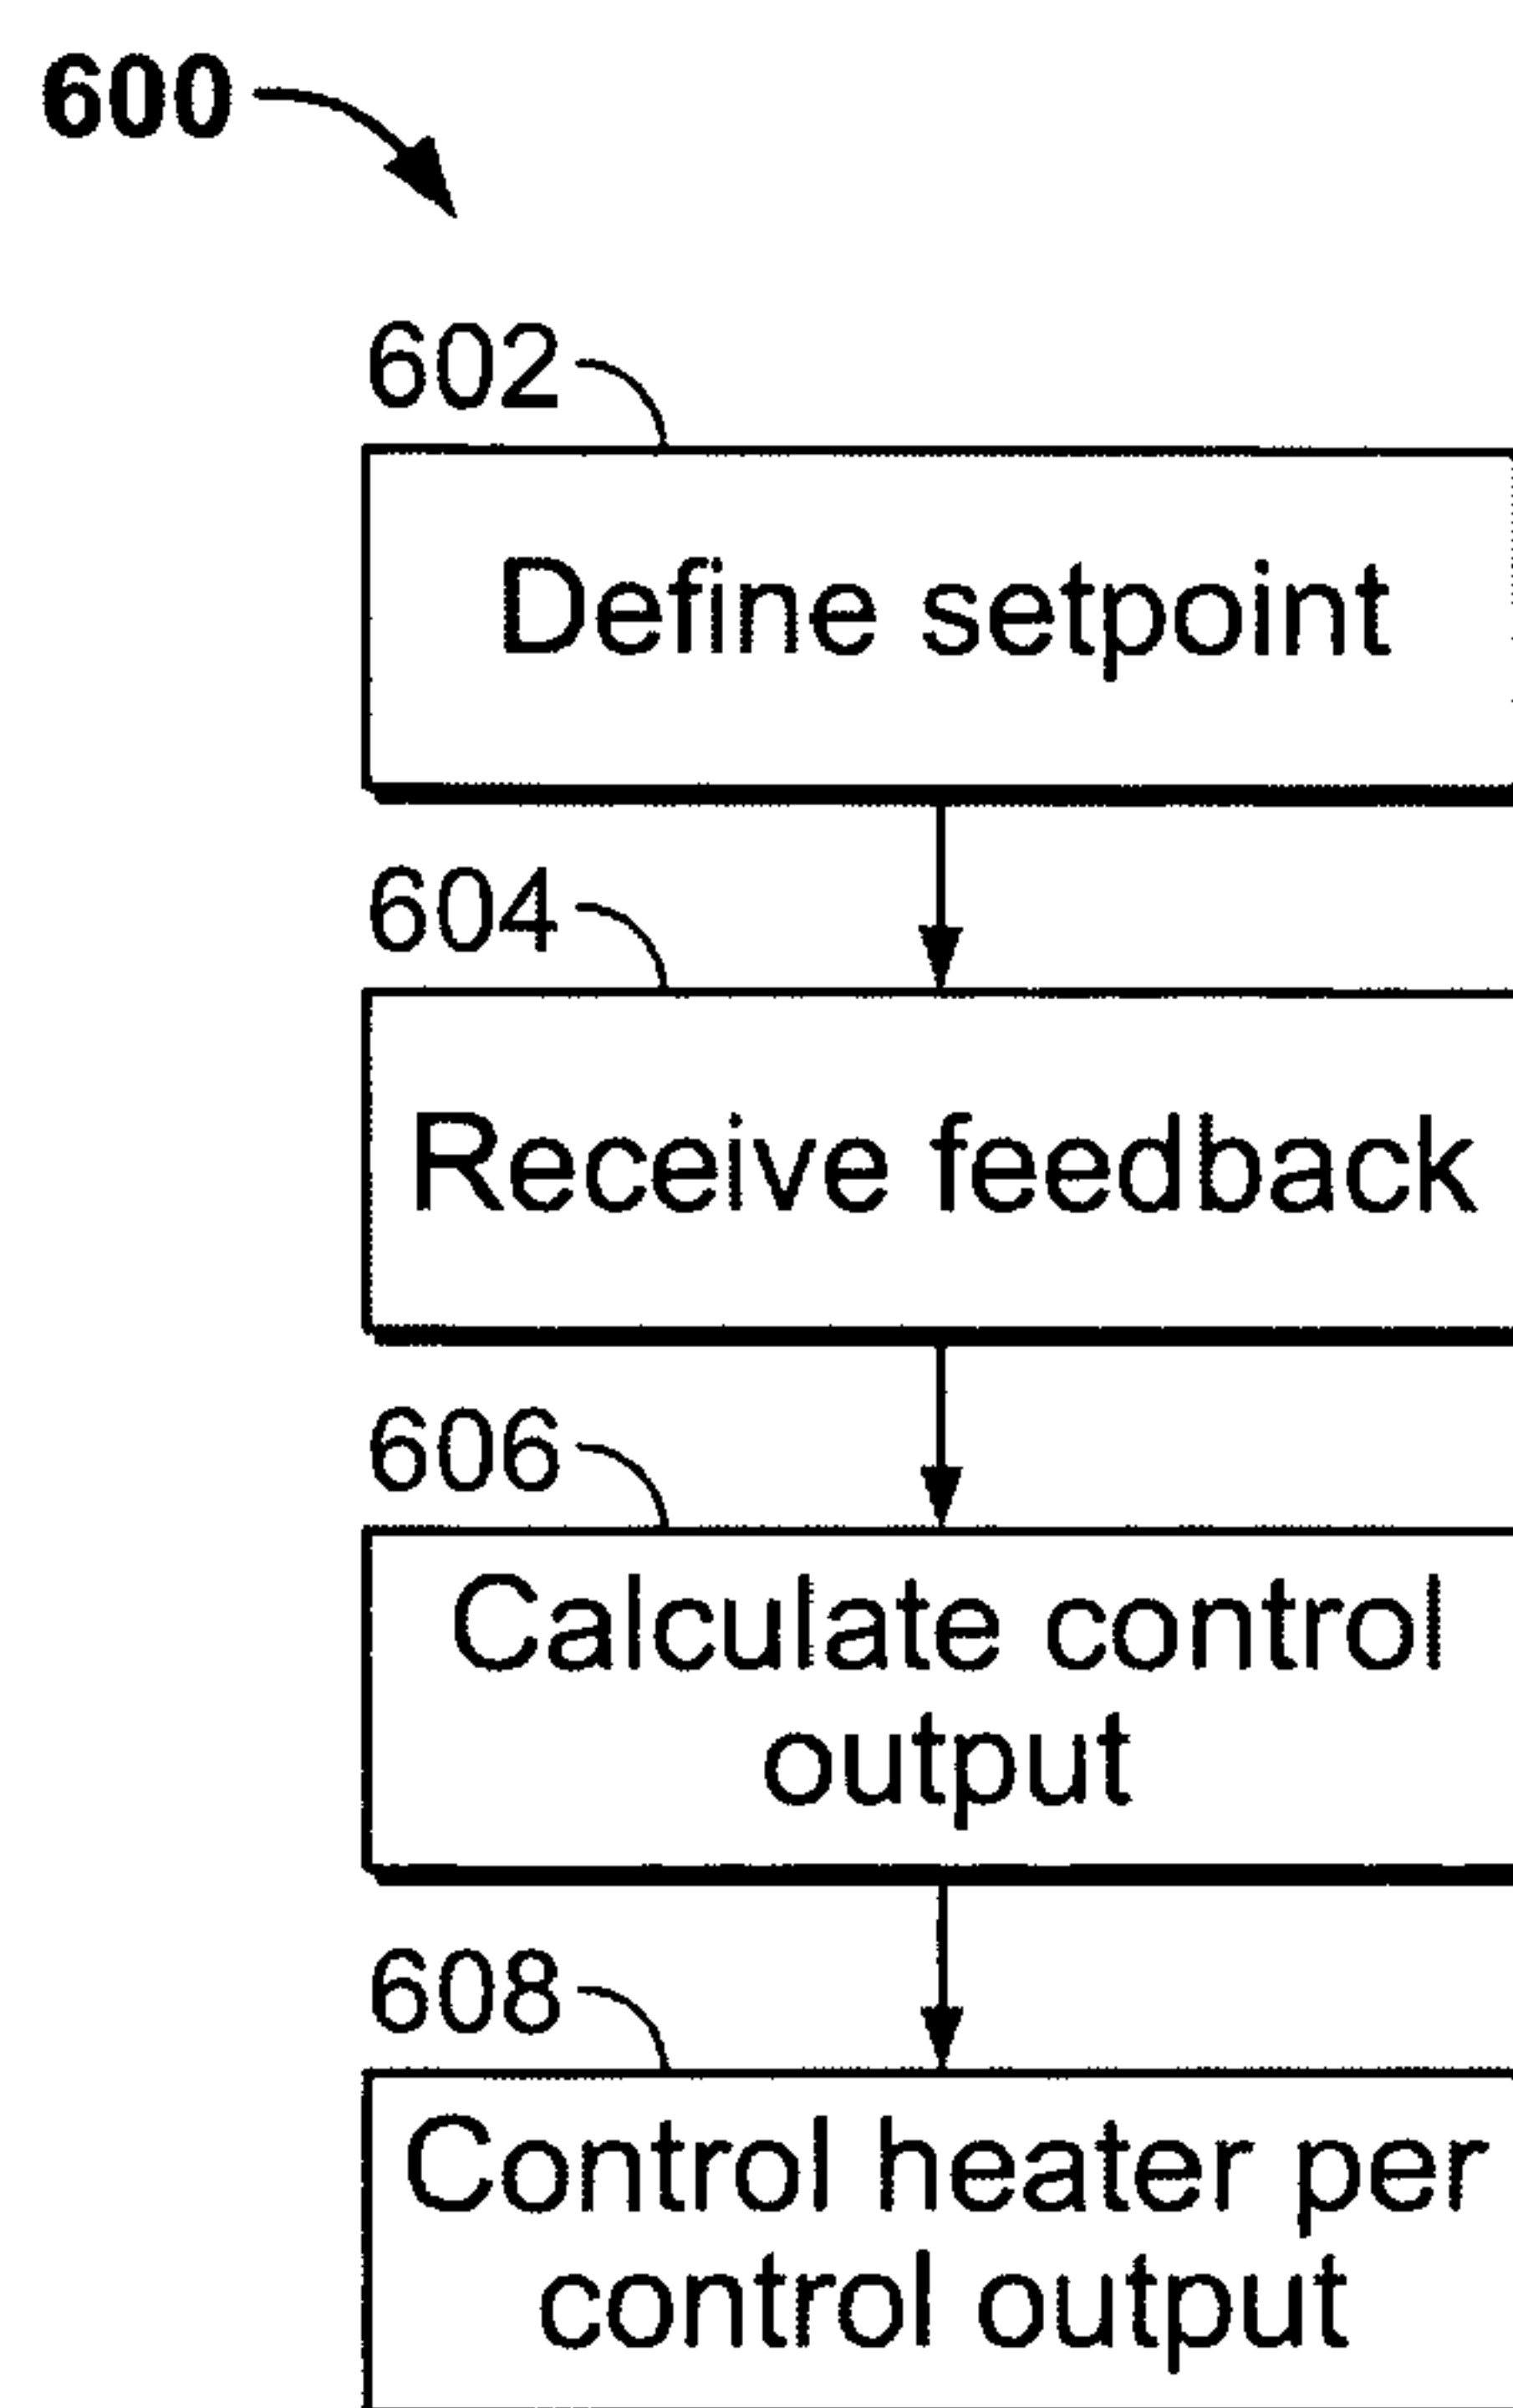 600
602
Define setpoint
604
Receive feedback
606
Calculate control
output
608
Control heater per
control output